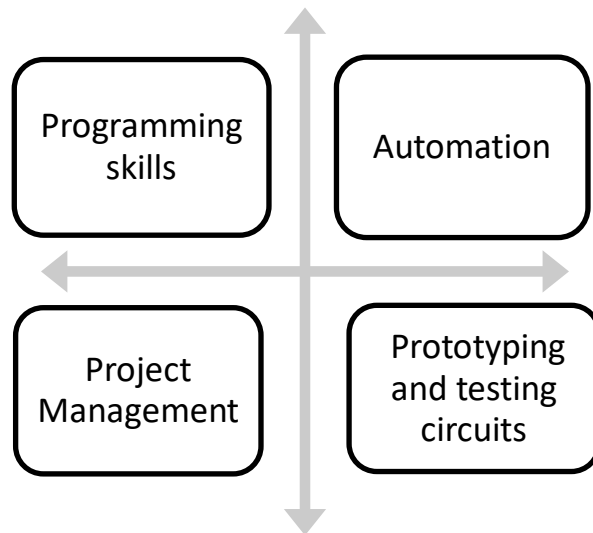 Programming
skills
Automation
Project
Management
Prototyping
and testing
circuits